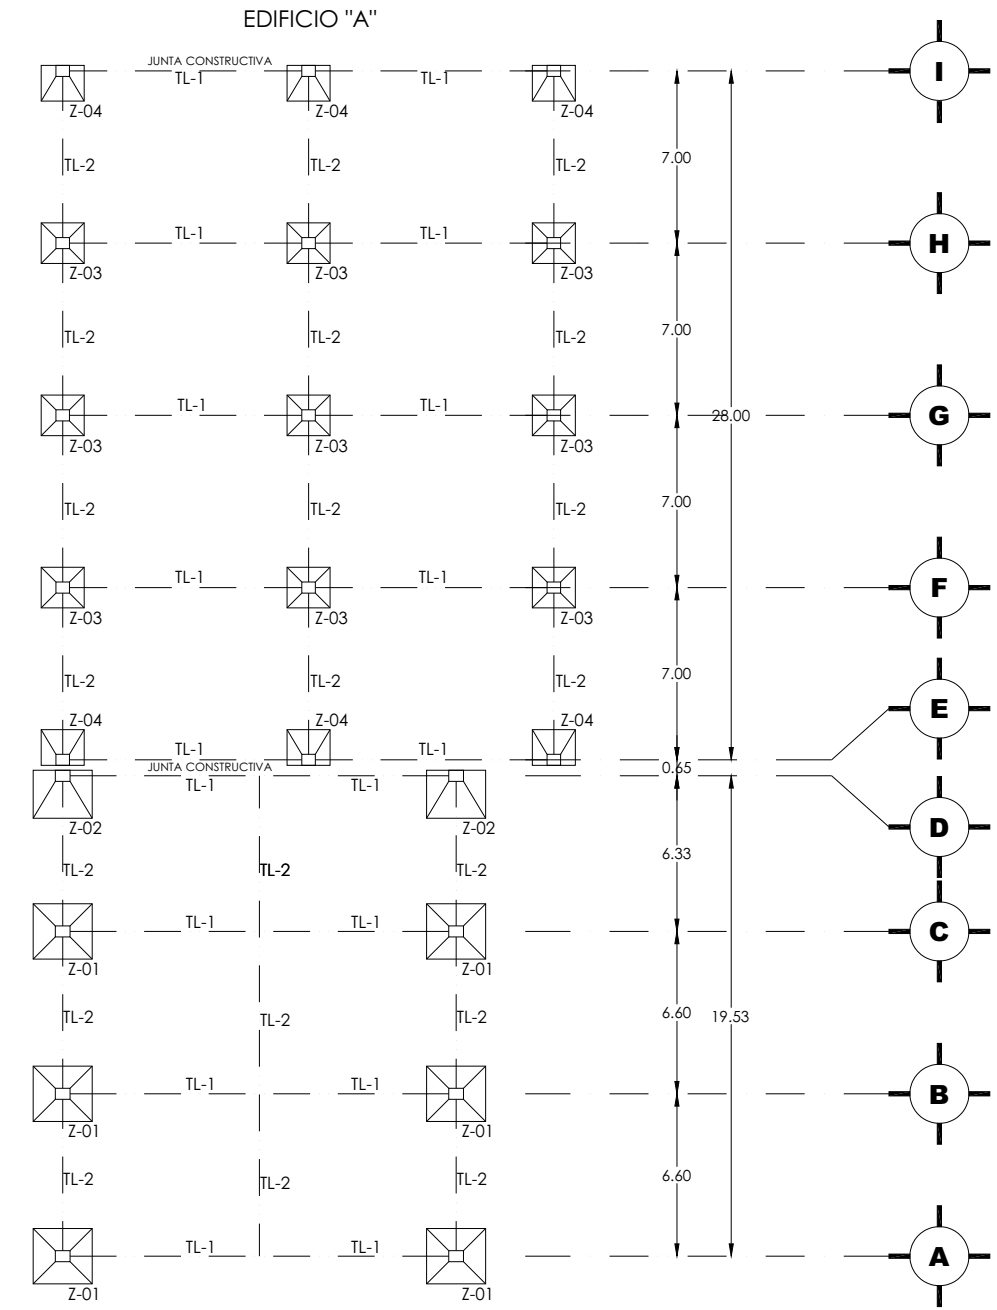 EDIFICIO "A"
JUNTA CONSTRUCTIVA
TL-1 TL-1 I
Z-04 Z-04 Z-04
TL-2 TL-2 TL-2 7.00
TL-1 TL-1 H
Z-03 Z-03 Z-03
TL-2 TL-2 TL-2 7.00
TL-1 TL-1 28.00 G
Z-03 Z-03 Z-03
TL-2 TL-2 TL-2 7.00
TL-1 TL-1 F
Z-03 Z-03 Z-03
TL-2 TL-2 TL-2 7.00
Z-04 Z-04 Z-04 E
TL-1 TL-1
JUNTA CONSTRUCTIVA 0.65
TL-1 TL-1
Z-02 Z-02 D
TL-2 TL-2 TL-2 6.33
TL-1 TL-1 C
Z-01 Z-01
TL-2 TL-2 TL-2 6.60 19.53
TL-1 TL-1 B
Z-01 Z-01
TL-2 TL-2 TL-2 6.60
TL-1 TL-1 A
Z-01 Z-01